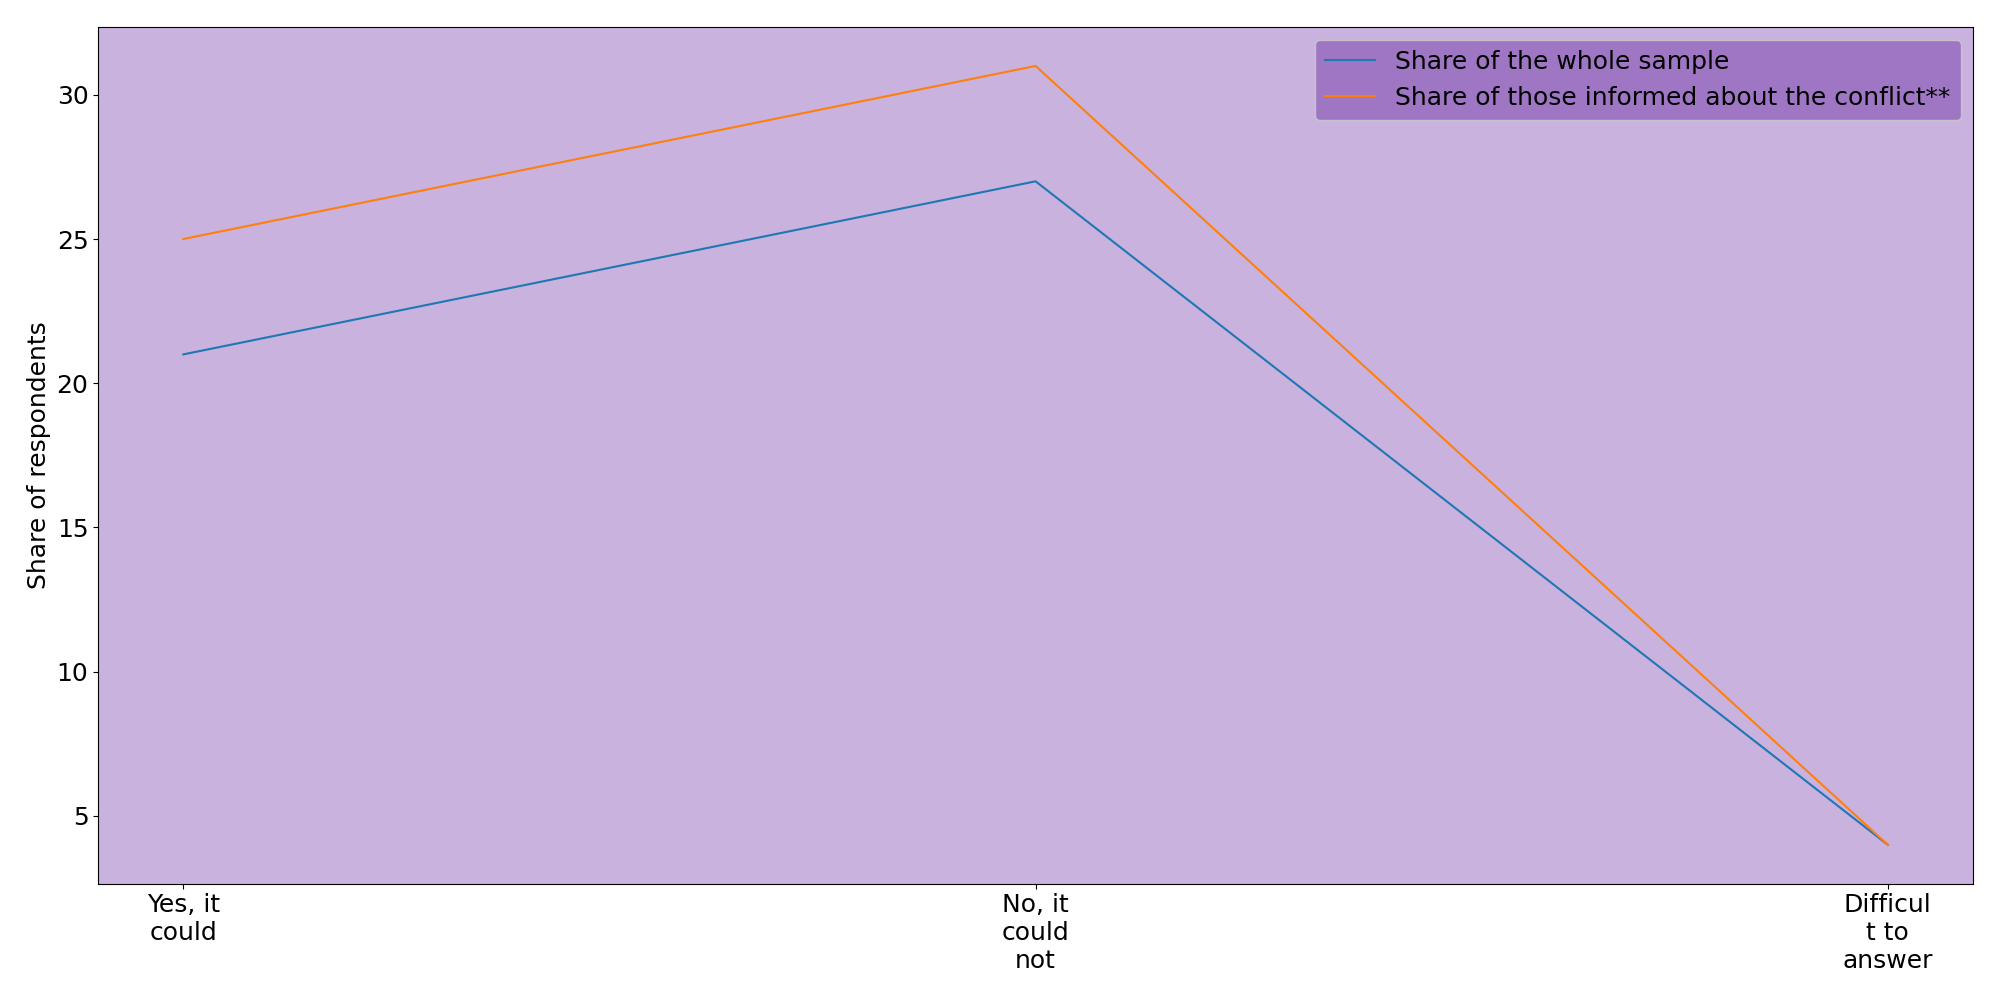 Share of the whole sample
Share of those informed about the conflict**
Share of respondents
30
25
20
15
10
5
Yes, it
could
No, it
could
not
Difficul
t to
answer